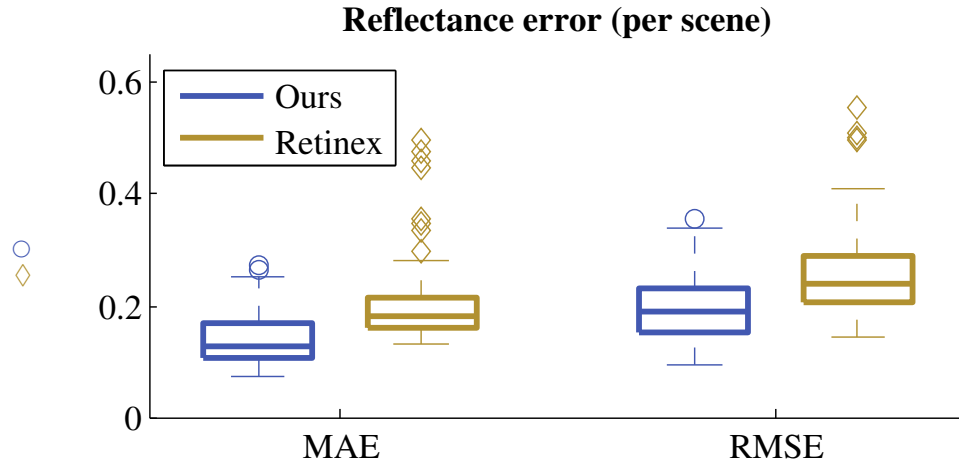 Reflectance error (per scene)
0.6
0.4
0.2
0
Ours
Retinex
MAE
RMSE